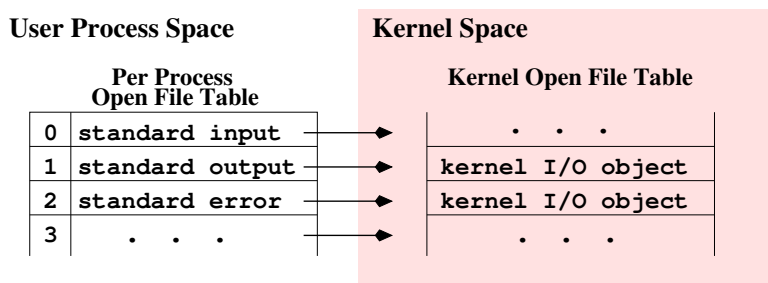 User Process Space Kernel Space
Per Process
Open File Table
Kernel Open File Table
0 standard input . . .
1 standard output kernel I/O object
2 standard error kernel I/O object
3 . . . . . .